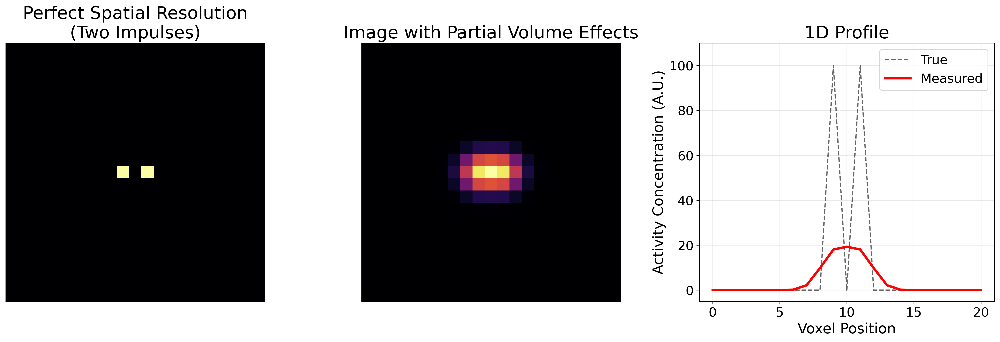 Perfect Spatial Resolution
(Two Impulses)
Image with Partial Volume Effects
1D Profile
True
Measured
Activity Concentration (A.U.)
100
80
60
40
20
0
0 5 10 15 20
Voxel Position